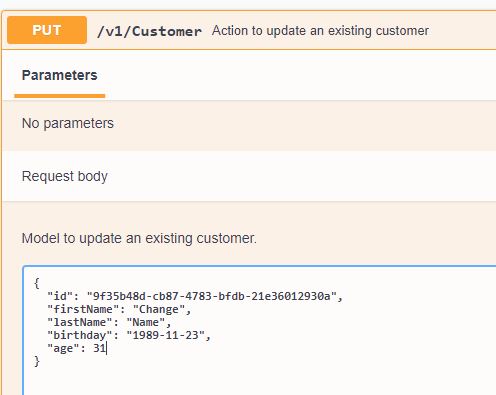 PUT /v1/Customer Action to update an existing customer
Parameters
No parameters
Request body
Model to update an existing customer.
{
"id": "9f35b48d-cb87-4783-bfdb-21e36012930a",
"firstName": "Change",
"lastName": "Name",
"birthday": "1989-11-23",
"age": 31
}